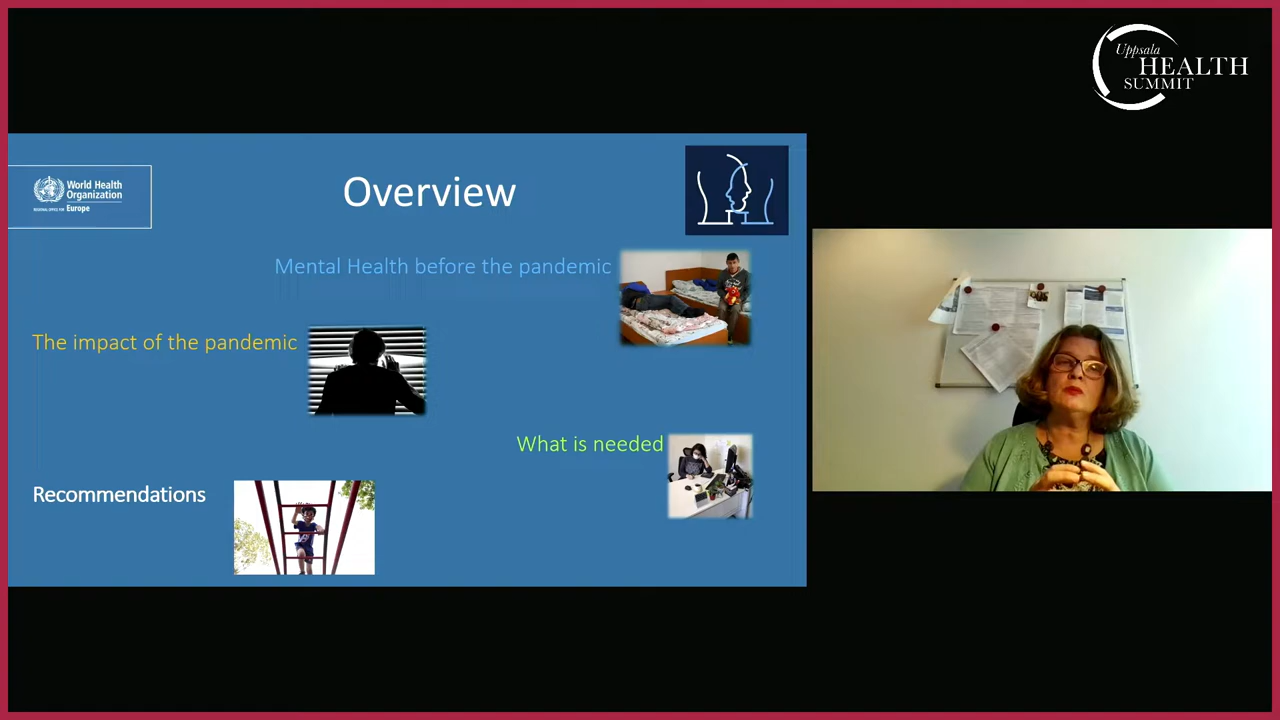 Uppsala
HEALTH
SUMMIT
World Health
Organization
REGIONAL OFFICE FOR Europe
Overview
Mental Health before the pandemic
The impact of the pandemic
What is needed
Recommendations